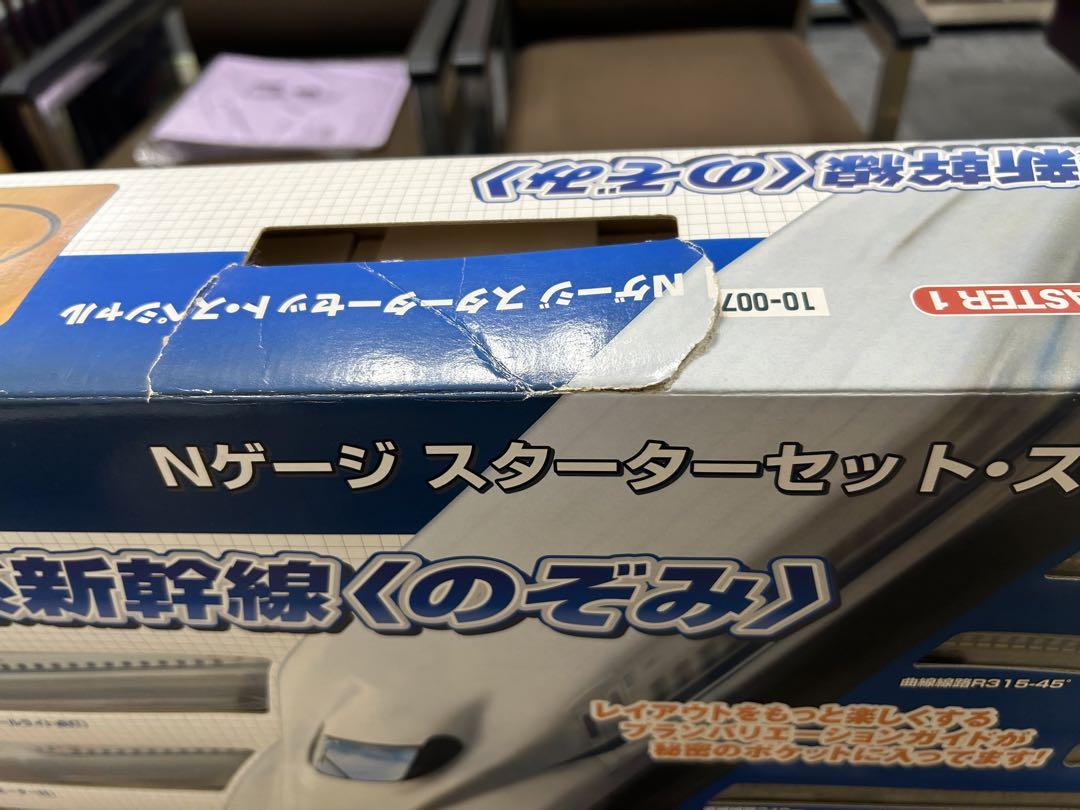 新幹線〈のぞみ〉
Nゲージ スターターセット・スペシャル
10-007
ASTER 1
Nゲージ スターターセット・ス
新幹線〈のぞみ〉
曲線線路R315-45°
レイアウトをもっと楽しくする
プランバリエーションガイドが
秘密のポケットに入ってます!